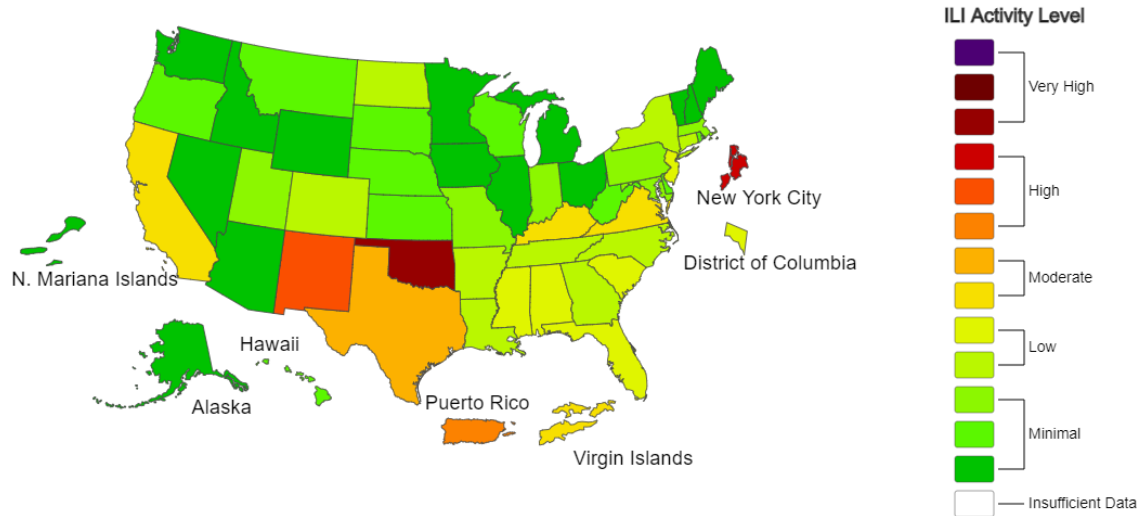 ILI Activity Level
Very High
High
New York City
District of Columbia
N. Mariana Islands
Moderate
Low
Hawaii
Alaska
Puerto Rico
Minimal
Virgin Islands
Insufficient Data